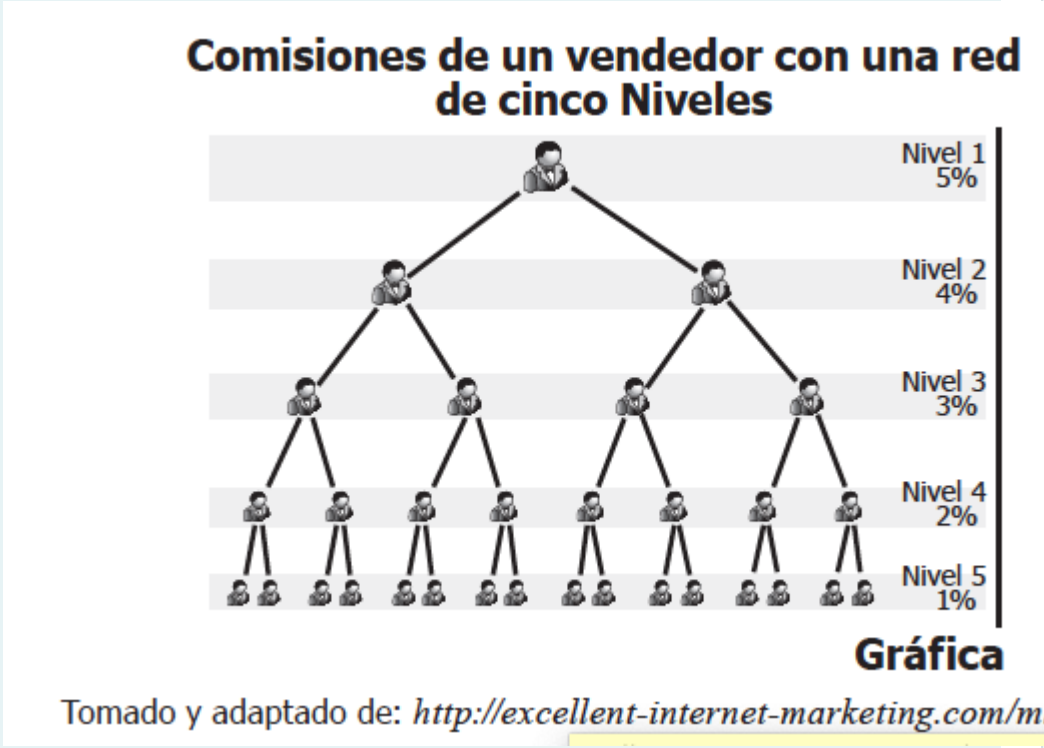 Comisiones de un vendedor con una red
de cinco Niveles
Nivel 1
5%
Nivel 2
4%
Nivel 3
3%
Nivel 4
2%
Nivel 5
1%
Gráfica
Tomado y adaptado de: http://excellent-internet-marketing.com/m